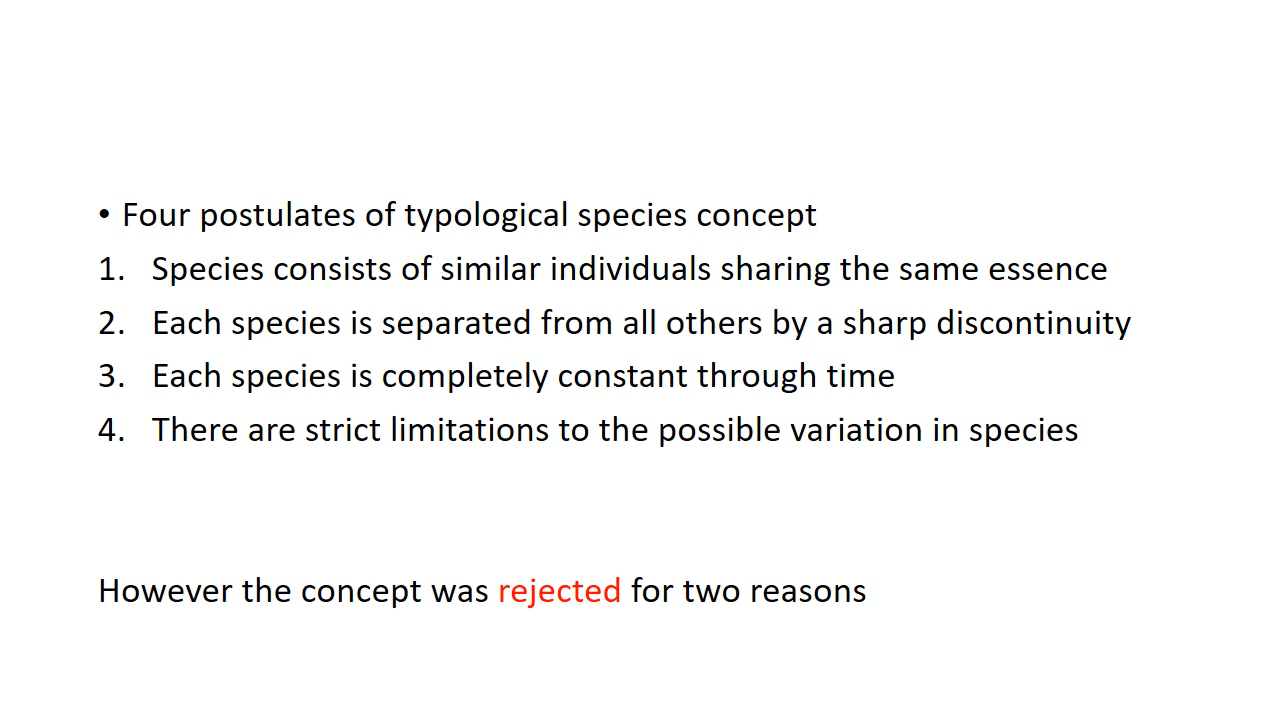 • Four postulates of typological species concept
1. Species consists of similar individuals sharing the same essence
2. Each species is separated from all others by a sharp discontinuity
3. Each species is completely constant through time
4. There are strict limitations to the possible variation in species
However the concept was rejected for two reasons